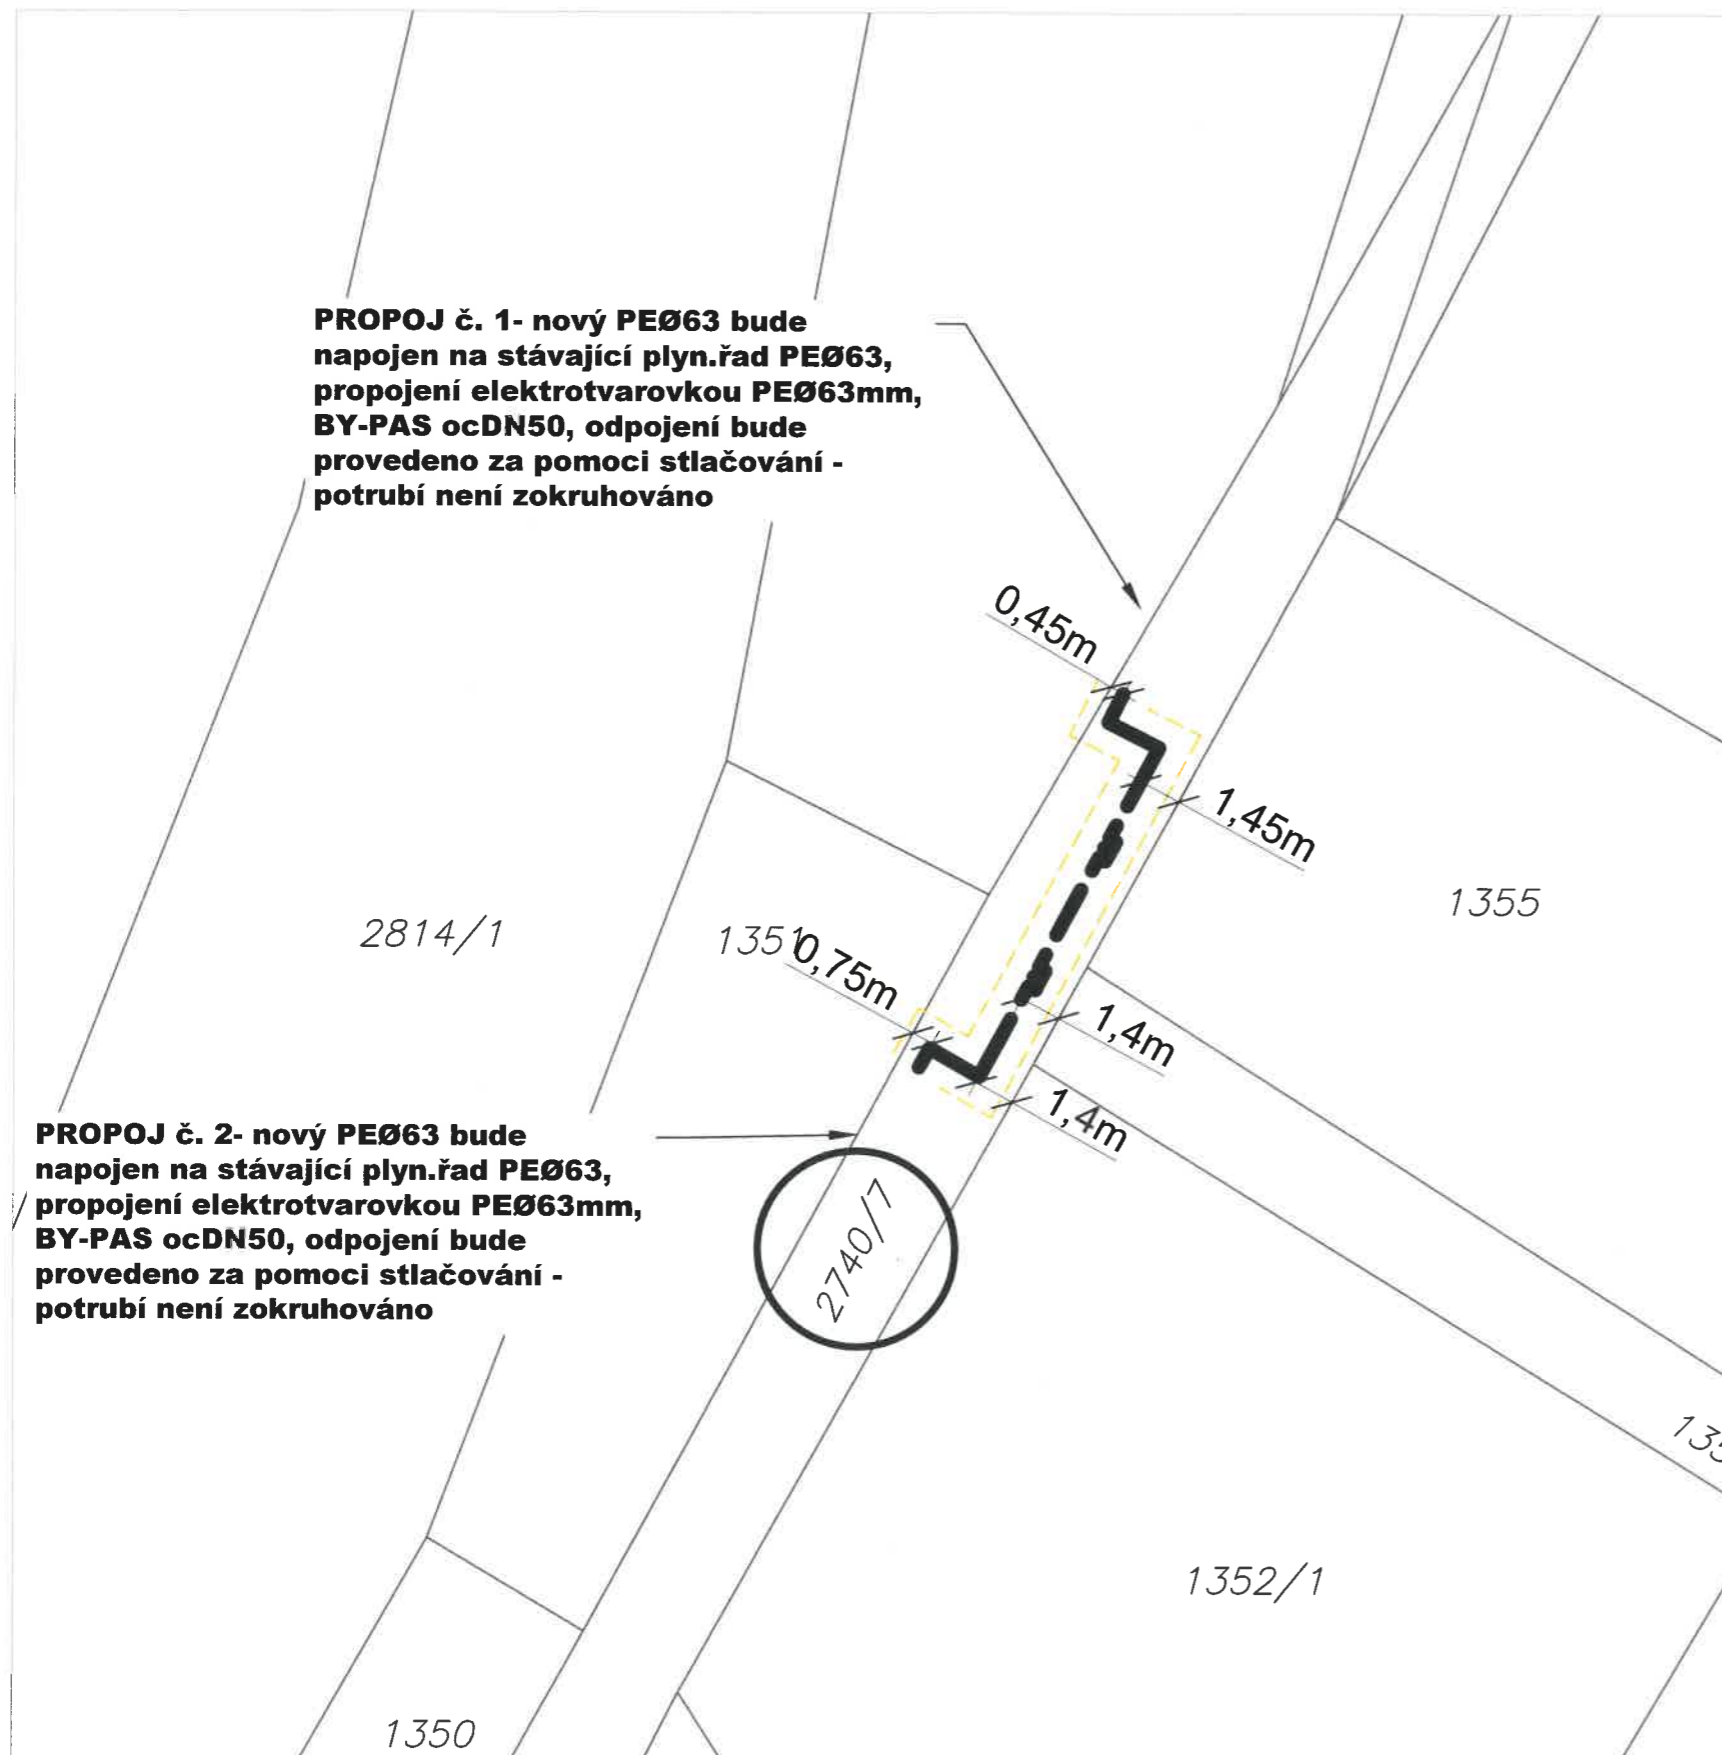 PROPOJ č. 1- nový PEØ63 bude
napojen na stávající plyn.řad PEØ63,
propojení elektrotvarovkou PEØ63mm,
BY-PAS ocDN50, odpojení bude
provedeno za pomoci stlačování -
potrubí není zokruhováno
0,45m
1,45m
1355
2814/1
1351
0,75m
1,4m
1,4m
PROPOJ č. 2- nový PEØ63 bude
napojen na stávající plyn.řad PEØ63,
propojení elektrotvarovkou PEØ63mm,
BY-PAS ocDN50, odpojení bude
provedeno za pomoci stlačování -
potrubí není zokruhováno
2740/7
1352/1
1350